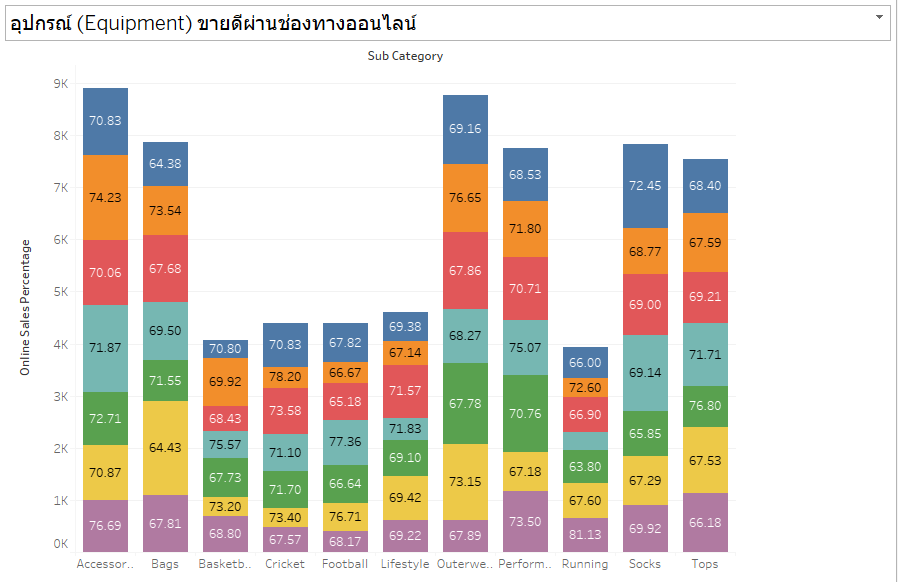 อุปกรณ์ (Equipment) ขายดีผ่านช่องทางออนไลน์
Sub Category
Online Sales Percentage
9K
8K
7K
6K
5K
4K
3K
2K
1K
0K
70.83 74.23 70.06 71.87 72.71 70.87 76.69
64.38 73.54 67.68 69.50 71.55 64.43 67.81
70.80 69.92 68.43 75.57 67.73 73.20 68.80
70.83 78.20 73.58 71.10 71.70 73.40 67.57
67.82 66.67 65.18 77.36 66.64 76.71 68.17
69.38 67.14 71.57 71.83 69.10 69.42 69.22
69.16 76.65 67.86 68.27 67.78 73.15 67.89
68.53 71.80 70.71 75.07 70.76 67.18 73.50
66.00 72.60 66.90 63.80 67.60 81.13
72.45 68.77 69.00 69.14 65.85 67.29 69.92
68.40 67.59 69.21 71.71 76.80 67.53 66.18
Accessor.. Bags Basketb.. Cricket Football Lifestyle Outerwe.. Perform.. Running Socks Tops